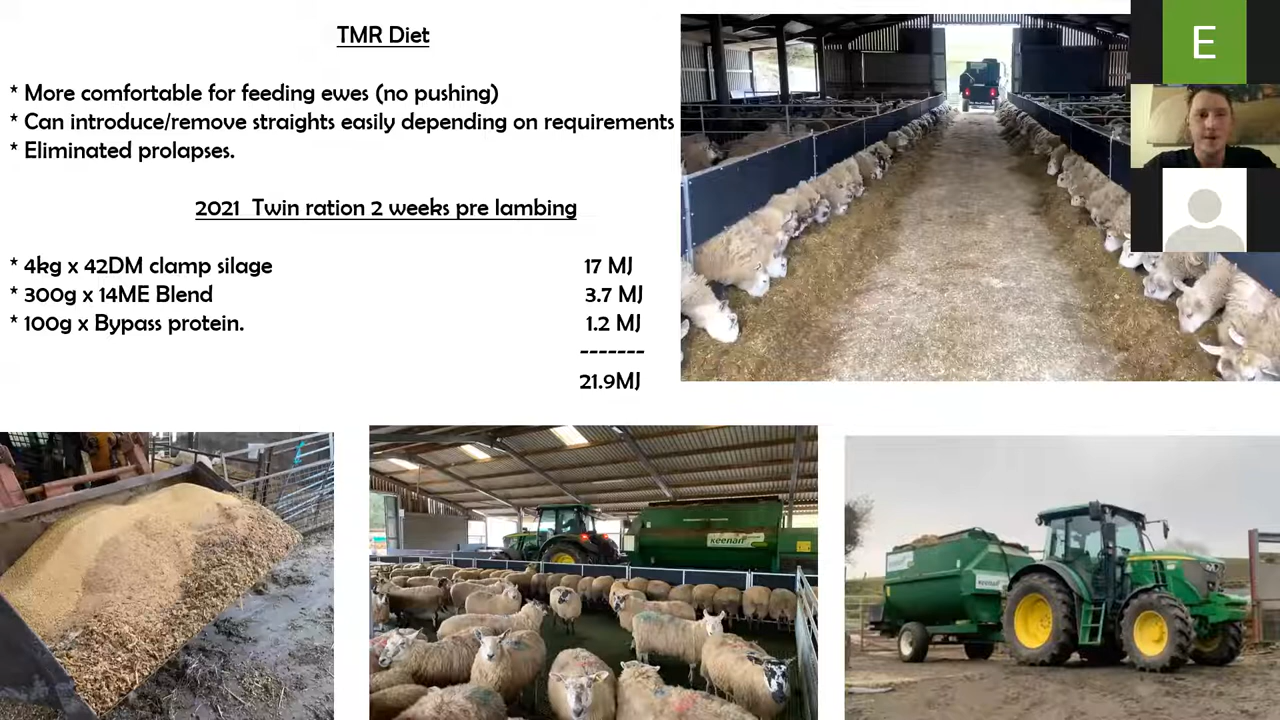 TMR Diet
* More comfortable for feeding ewes (no pushing)
* Can introduce/remove straights easily depending on requirements
* Eliminated prolapses.
2021 Twin ration 2 weeks pre lambing
* 4kg x 42DM clamp silage 17 MJ
* 300g x 14ME Blend 3.7 MJ
* 100g x Bypass protein. 1.2 MJ
-------
21.9MJ
E
keenan
keenan